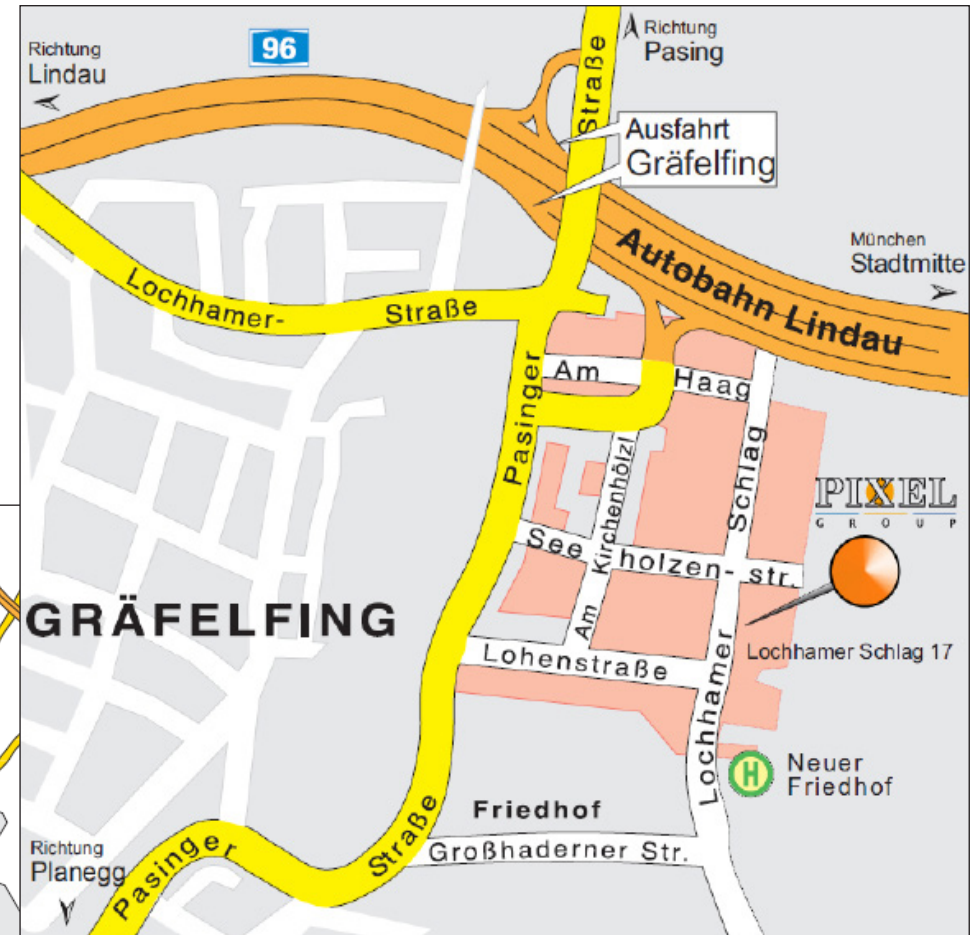 Richtung
Lindau
96
Straße
Richtung
Pasing
Ausfahrt
Gräfelfing
München
Stadtmitte
Autobahn Lindau
Lochhamer-
Straße
Pasinger
Am
Haag
Lochhamer Schlag
PIXEL
GROUP
See holzen- str.
Am Kirchenhölzl
GRÄFELFING
Lochhamer Schlag 17
Lohenstraße
Neuer
Friedhof
Friedhof
Großhaderner Str.
Richtung
Planegg
Pasinger
Straße
H